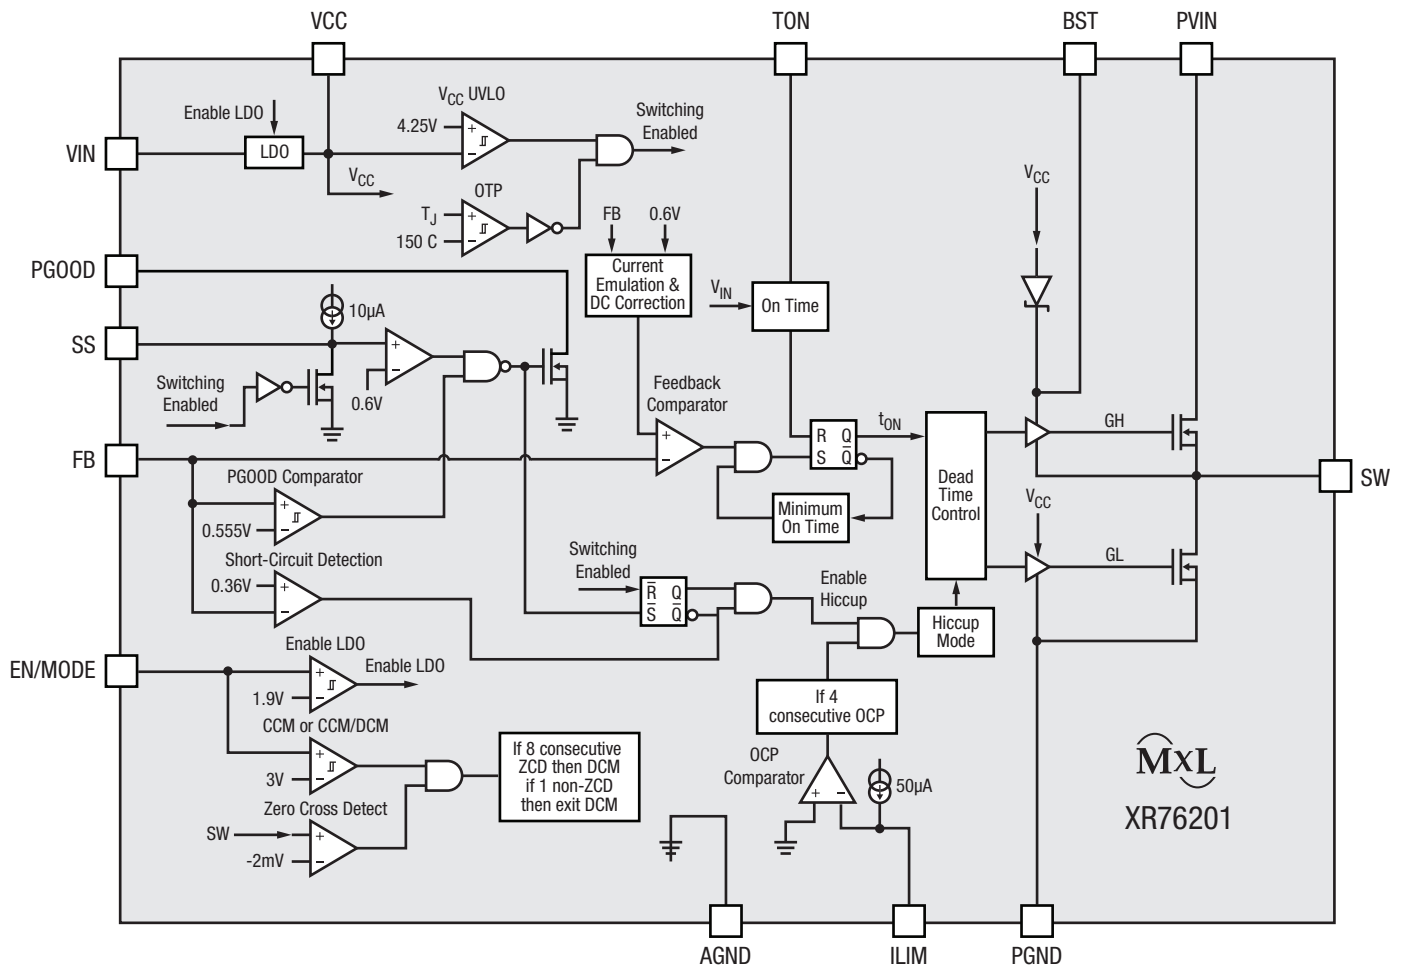 VCC
TON
BST
PVIN
Enable LDO
VCC UVLO
4.25V
+
−
Switching
Enabled
VIN
LDO
VCC
OTP
TJ
+
150 C
−
FB
0.6V
VCC
PGOOD
Current
Emulation &
DC Correction
VIN
On Time
10µA
SS
+
−
0.6V
Switching
Enabled
Feedback
Comparator
+
−
R Q
S Q̅
tON
GH
FB
PGOOD Comparator
+
0.555V
−
Minimum
On Time
Dead
Time
Control
VCC
SW
Short-Circuit Detection
0.36V
+
−
Switching
Enabled
R̅ Q
S̅ Q̅
Enable
Hiccup
GL
Hiccup
Mode
EN/MODE
Enable LDO
+
1.9V
−
Enable LDO
If 4
consecutive OCP
CCM or CCM/DCM
+
3V
−
If 8 consecutive
ZCD then DCM
if 1 non-ZCD
then exit DCM
OCP
Comparator
+ −
50µA
Zero Cross Detect
SW
+
-2mV
−
MxL
XR76201
AGND
ILIM
PGND